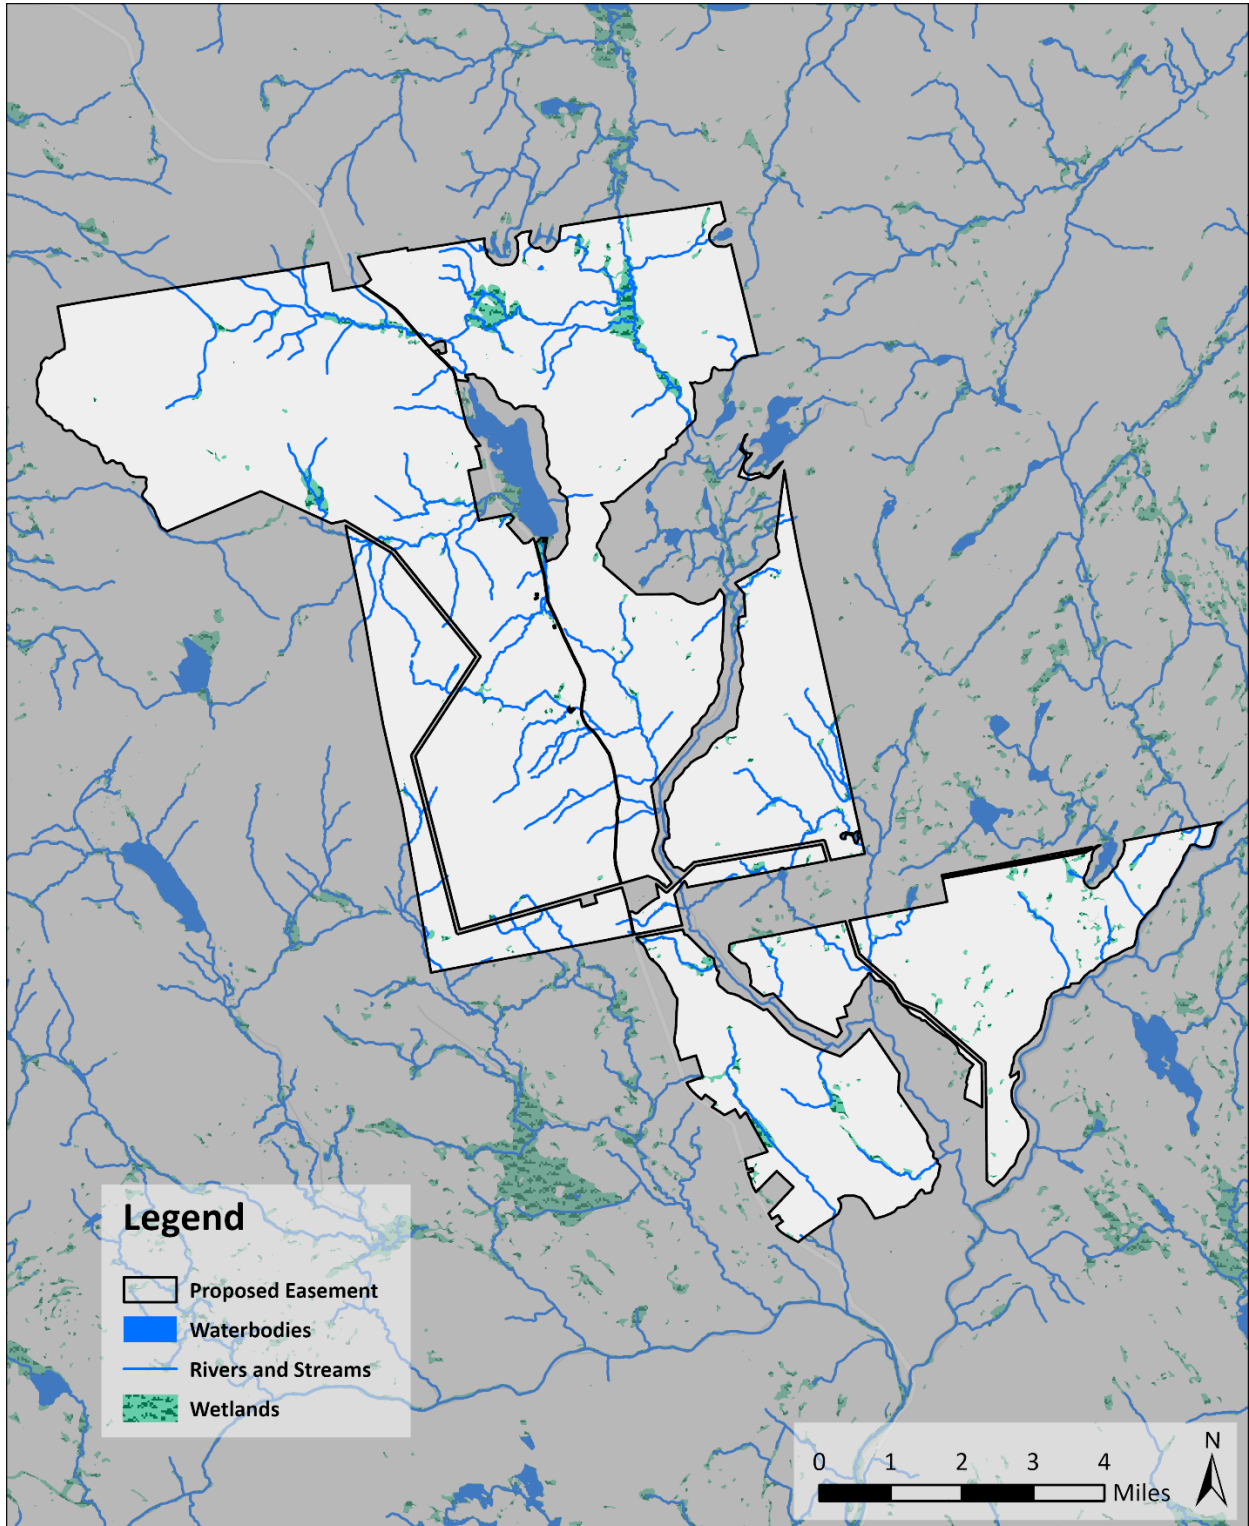 Legend
Proposed Easement
Waterbodies
Rivers and Streams
Wetlands
N
0 1 2 3 4
Miles